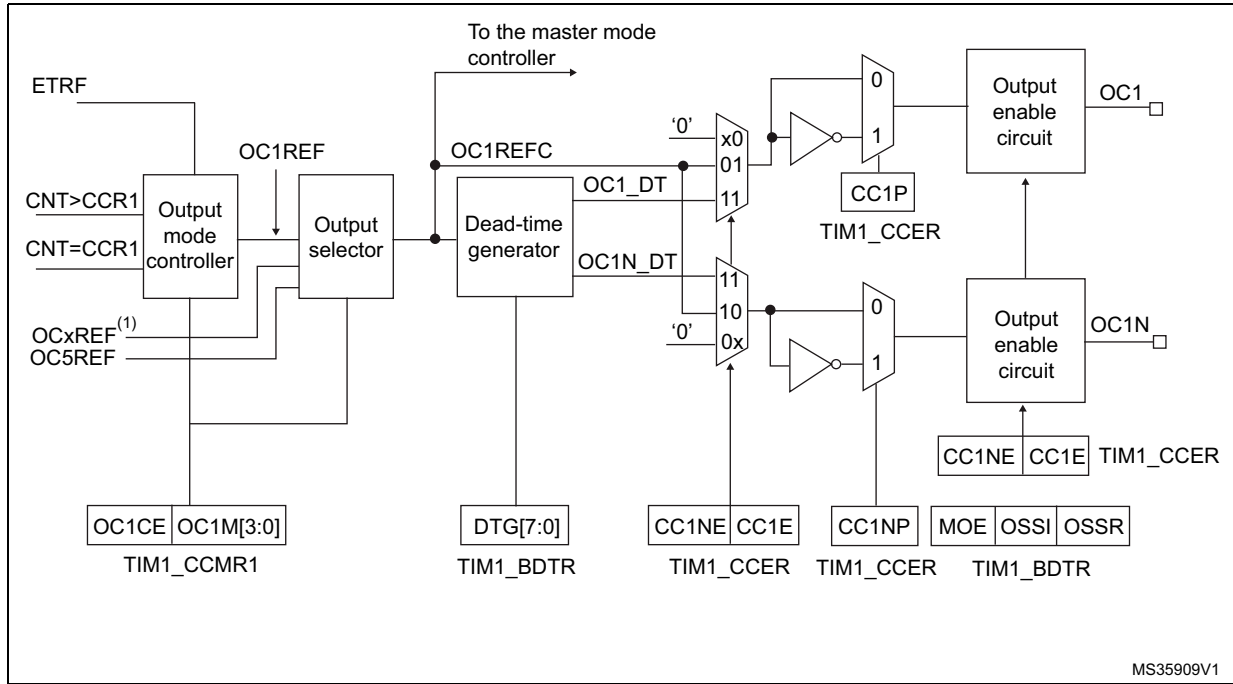 To the master mode
controller
ETRF
OC1REF
CNT>CCR1
CNT=CCR1
Output
mode
controller
Output
selector
OCxREF(1)
OC5REF
OC1REFC
Dead-time
generator
OC1_DT
OC1N_DT
‘0’
x0
01
11
11
10
‘0’
0x
0
1
CC1P
TIM1_CCER
0
1
Output
enable
circuit
OC1
Output
enable
circuit
OC1N
CC1NE CC1E TIM1_CCER
OC1CE OC1M[3:0]
TIM1_CCMR1
DTG[7:0]
TIM1_BDTR
CC1NE CC1E
TIM1_CCER
CC1NP
TIM1_CCER
MOE OSSI OSSR
TIM1_BDTR
MS35909V1